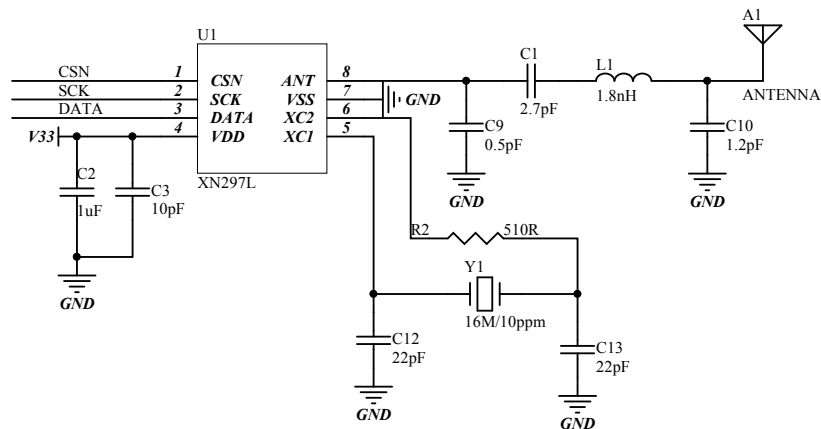 A1
U1
C1
L1
CSN
1
CSN
ANT
8
SCK
2
SCK
VSS
7
GND
DATA
3
DATA
XC2
6
V33
4
VDD
XC1
5
2.7pF
1.8nH
ANTENNA
C9
0.5pF
C10
1.2pF
C2
1uF
C3
10pF
XN297L
GND
GND
R2
510R
GND
Y1
16M/10ppm
C12
22pF
C13
22pF
GND
GND